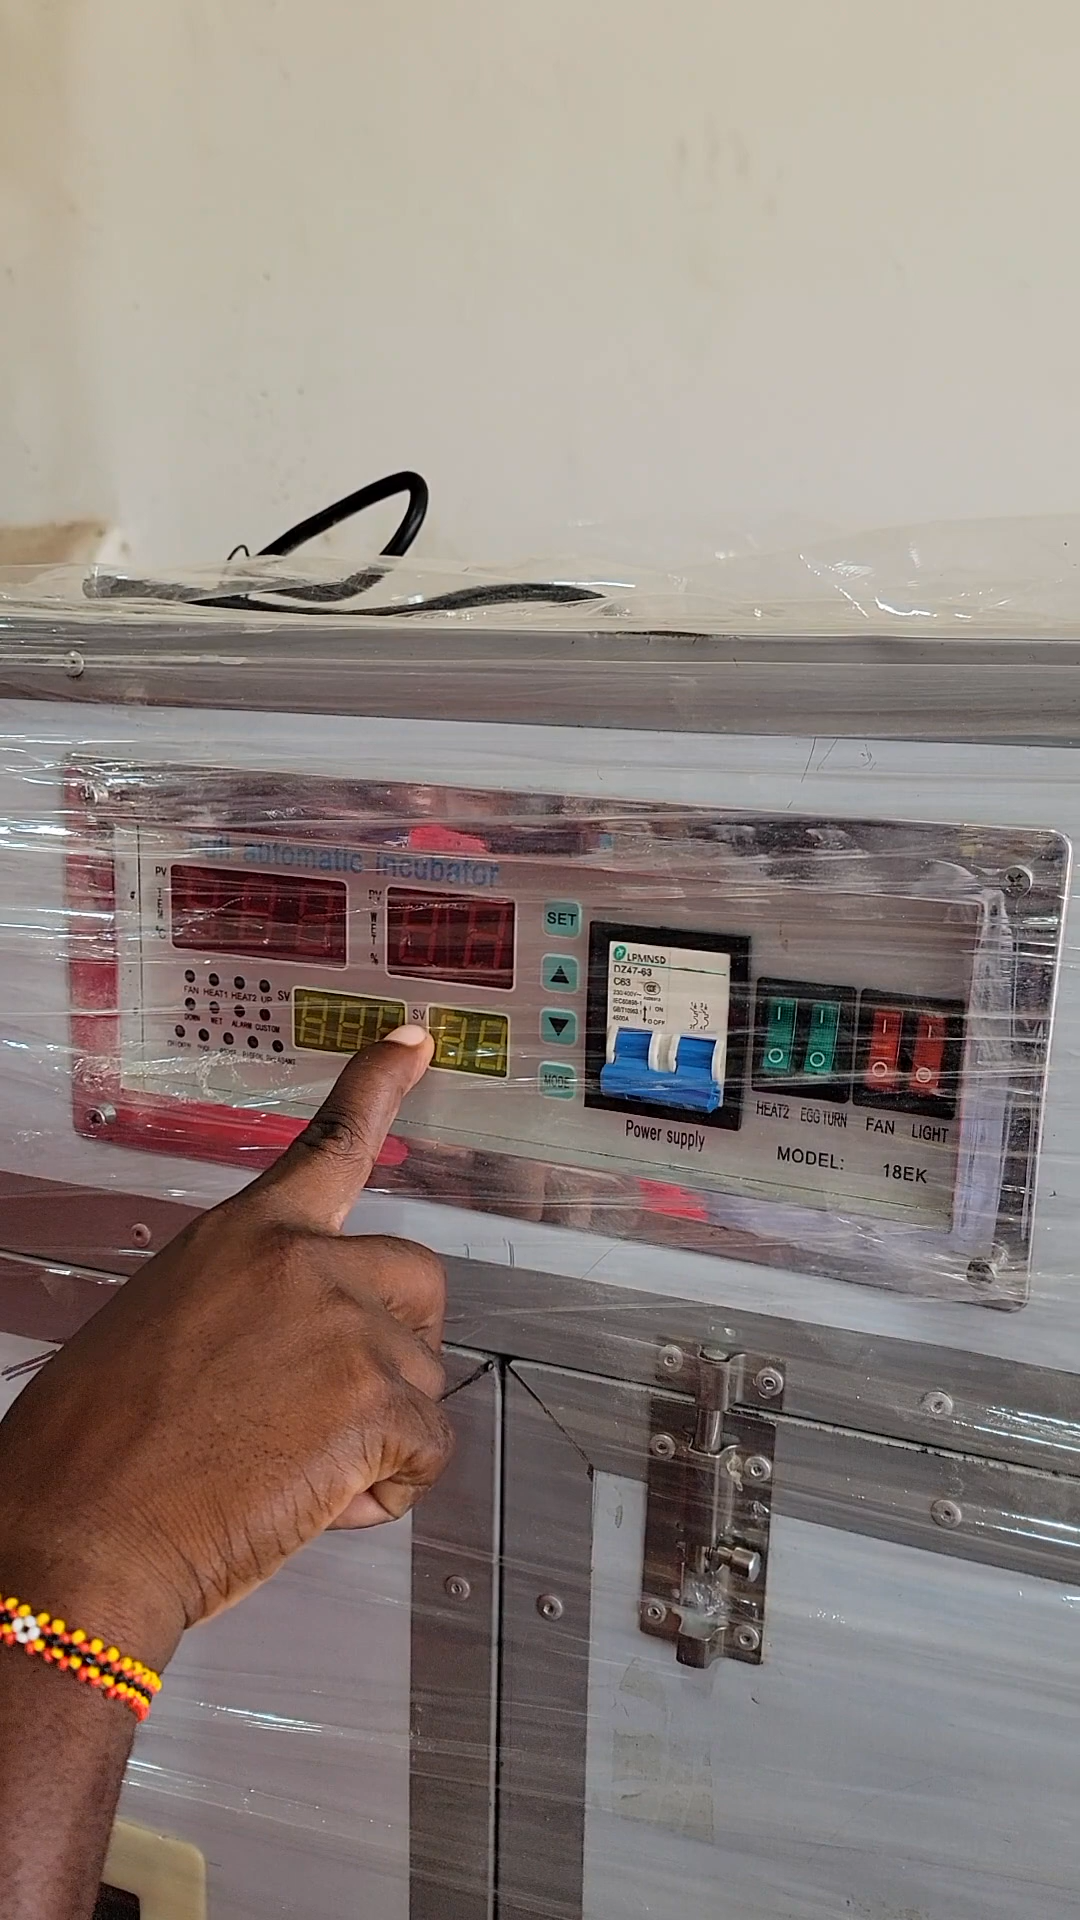 Full automatic incubator
PV
TEM
℃
PV
WET
%
SET
FAN HEAT1 HEAT2 UP
SV
SV
DOWN WET ALARM CUSTOM
MODE
LPMNSD
DZ47-63
C63
230/400V~
IEC60898-1
GB/T10963.1
4500A
ON
OFF
Power supply
HEAT2
EGG TURN
FAN
LIGHT
MODEL: 18EK